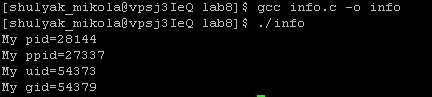 [shulyak_mikola@vpsj3IeQ lab8]$ gcc info.c -o info
[shulyak_mikola@vpsj3IeQ lab8]$ ./info
My pid=28144
My ppid=27337
My uid=54373
My gid=54379